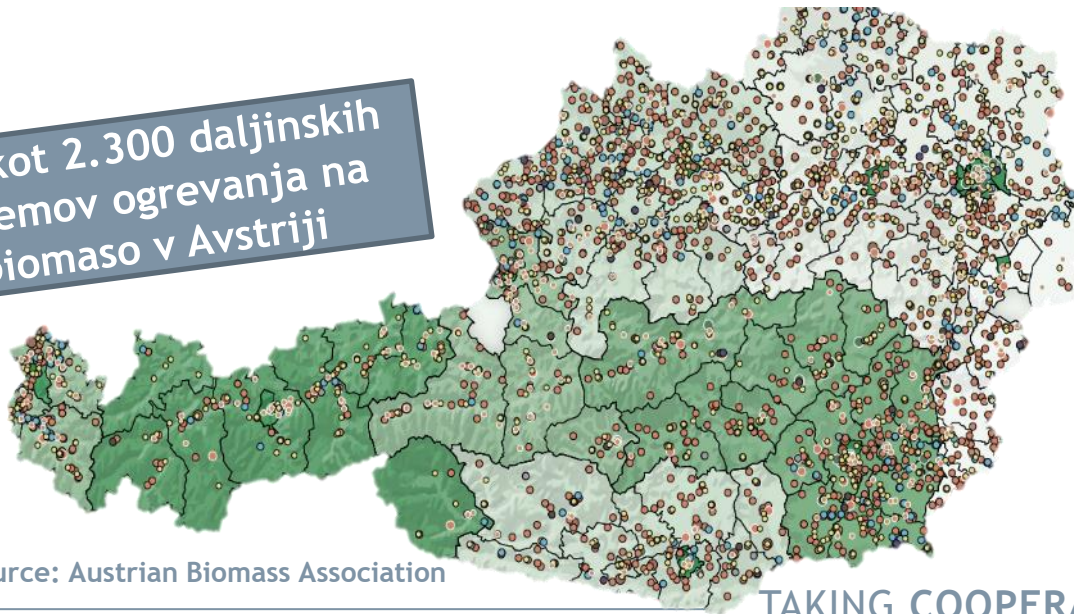 kot 2.300 daljinskih
emov ogrevanja na
biomaso v Avstriji
urce: Austrian Biomass Association
TAKING COOPERA